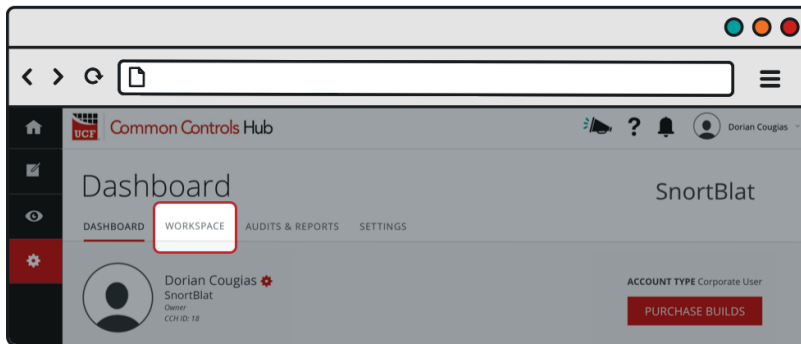 UCF Common Controls Hub
? Dorian Cougias
Dashboard
SnortBlat
DASHBOARD WORKSPACE AUDITS & REPORTS SETTINGS
Dorian Cougias
SnortBlat
Owner
CCH ID: 18
ACCOUNT TYPE Corporate User
PURCHASE BUILDS